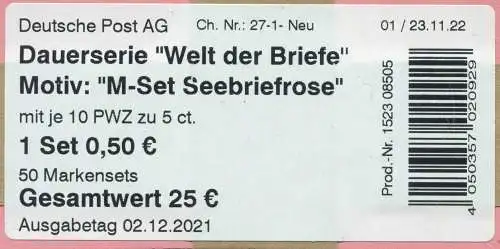 Deutsche Post AG Ch. Nr.: 27-1- Neu 01 / 23.11.22
Dauerserie "Welt der Briefe"
Motiv: "M-Set Seebriefrose"
mit je 10 PWZ zu 5 ct.
1 Set 0,50 €
50 Markensets
Gesamtwert 25 €
Ausgabetag 02.12.2021
Prod.-Nr. 1523 08505
4 050357 020929